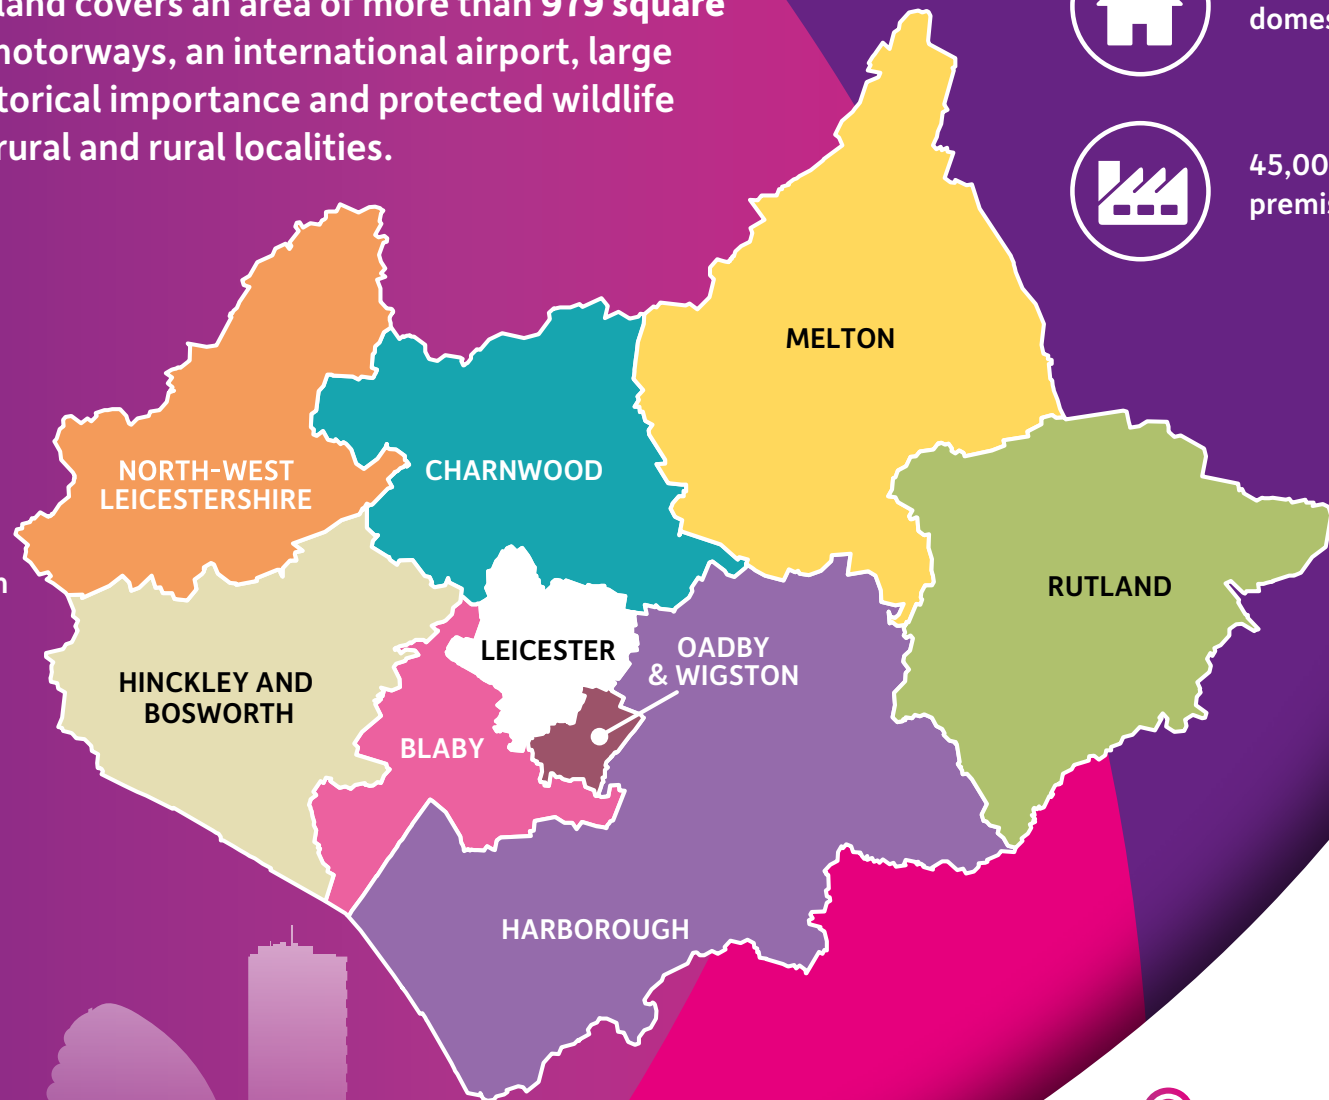 land covers an area of more than 979 square
motorways, an international airport, large
torical importance and protected wildlife
rural and rural localities.
domes
45,00
premis
MELTON
NORTH-WEST
LEICESTERSHIRE
CHARNWOOD
n
RUTLAND
LEICESTER
OADBY
& WIGSTON
HINCKLEY AND
BOSWORTH
BLABY
HARBOROUGH